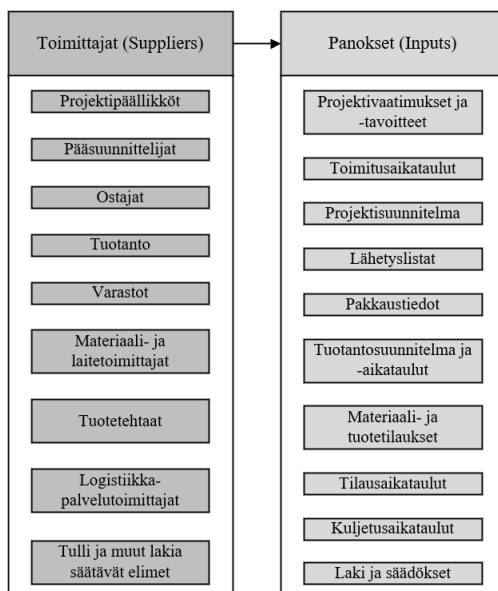 Toimittajat (Suppliers)
Projektipäälliköt
Pääsuunnittelijat
Ostajat
Tuotanto
Varastot
Materiaali- ja
laitetoimittajat
Tuotetehtaat
Logistiikka-
palvelutoimittajat
Tulli ja muut lakia
säätävät elimet
Panokset (Inputs)
Projektivaatimukset ja
-tavoitteet
Toimitusaikataulut
Projektisuunnitelma
Lähetyslistat
Pakkaustiedot
Tuotantosuunnitelma ja
-aikataulut
Materiaali- ja
tuotetilaukset
Tilausaikataulut
Kuljetusaikataulut
Laki ja säädökset